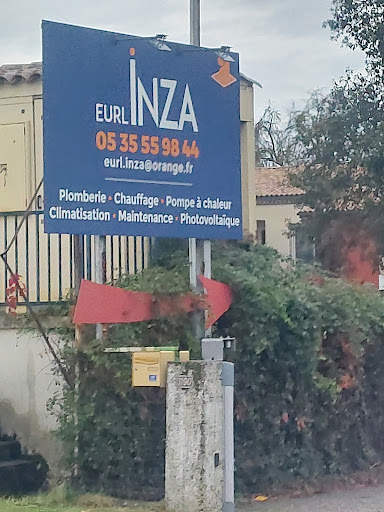 EURL iNZA
05 35 55 98 44
eurl.inza@orange.fr
Plomberie • Chauffage • Pompe à chaleur
Climatisation • Maintenance • Photovoltaïque